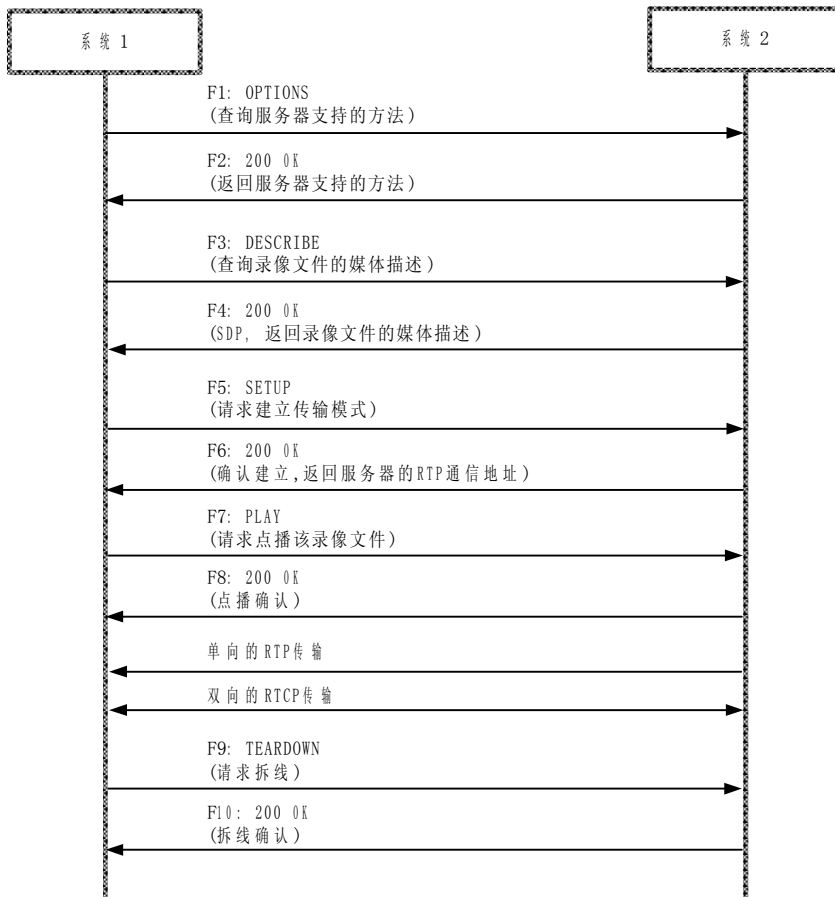 系统 1
系统 2
F1: OPTIONS
(查询服务器支持的方法)
F2: 200 OK
(返回服务器支持的方法)
F3: DESCRIBE
(查询录像文件的媒体描述)
F4: 200 OK
(SDP, 返回录像文件的媒体描述)
F5: SETUP
(请求建立传输模式)
F6: 200 OK
(确认建立,返回服务器的RTP通信地址)
F7: PLAY
(请求点播该录像文件)
F8: 200 OK
(点播确认)
单向的RTP传输
双向的RTCP传输
F9: TEARDOWN
(请求拆线)
F10: 200 OK
(拆线确认)